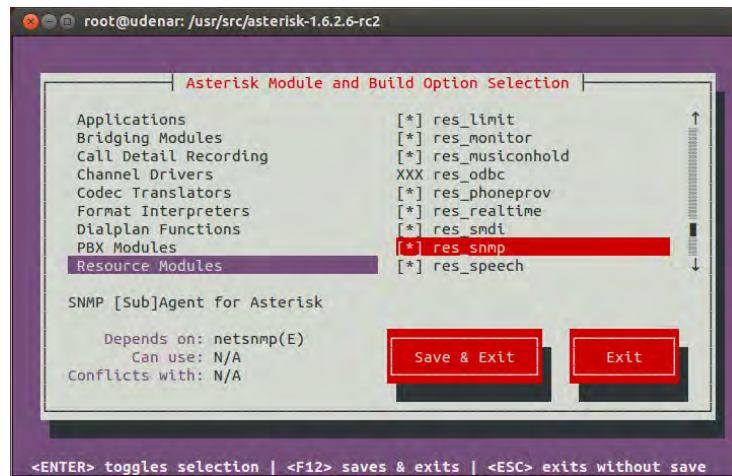 root@udenar: /usr/src/asterisk-1.6.2.6-rc2
Asterisk Module and Build Option Selection
Applications [*] res_limit ↑
Bridging Modules [*] res_monitor
Call Detail Recording [*] res_musiconhold
Channel Drivers XXX res_odbc
Codec Translators [*] res_phoneprov
Format Interpreters [*] res_realtime
Dialplan Functions [*] res_smdi
PBX Modules [*] res_snmp
Resource Modules [*] res_speech ↓
SNMP [Sub]Agent for Asterisk
Depends on: netsnmp(E)
Can use: N/A
Conflicts with: N/A
Save & Exit Exit
<ENTER> toggles selection | <F12> saves & exits | <ESC> exits without save